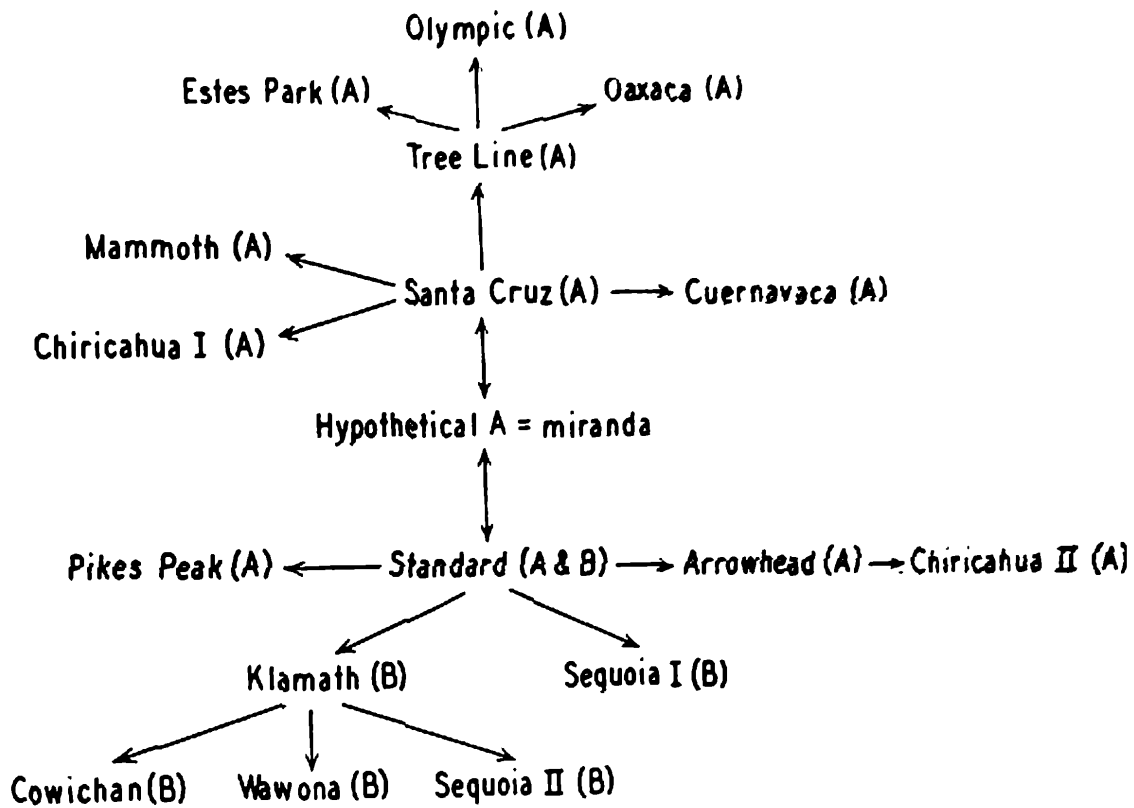 Olympic (A)
Estes Park (A)
Oaxaca (A)
Tree Line (A)
Mammoth (A)
Santa Cruz (A)
Cuernavaca (A)
Chiricahua I (A)
Hypothetical A = miranda
Pikes Peak (A)
Standard (A & B)
Arrowhead (A)
Chiricahua II (A)
Klamath (B)
Sequoia I (B)
Cowichan (B)
Wawona (B)
Sequoia II (B)